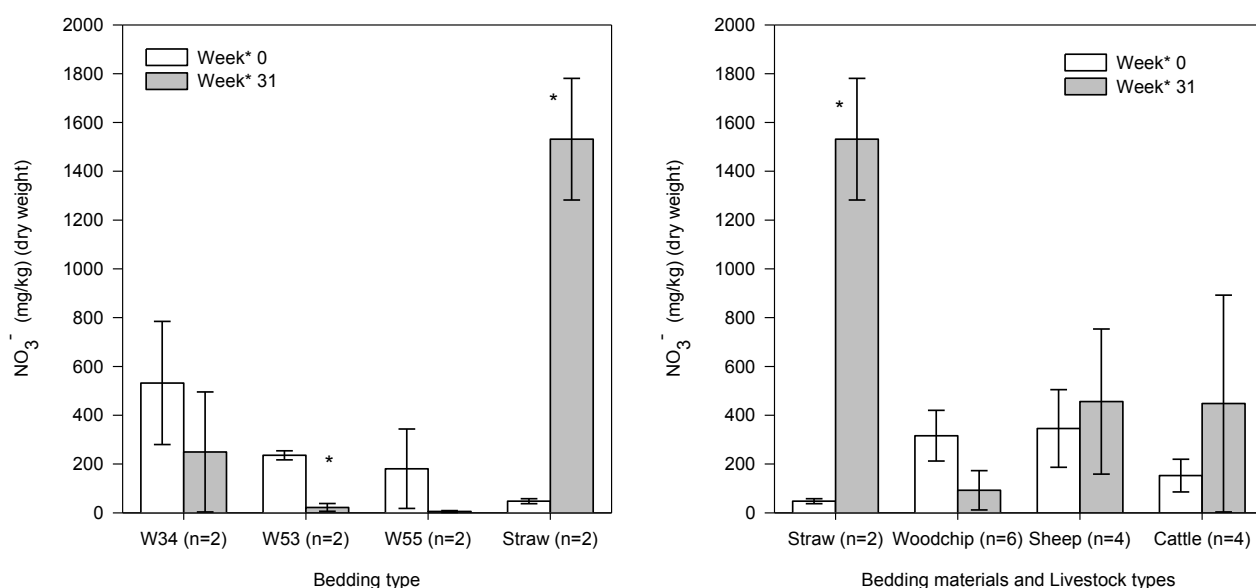 2000
1800
1600
1400
1200
1000
800
600
400
200
0
NO3- (mg/kg) (dry weight)
Week* 0
Week* 31
*
*
W34 (n=2)
W53 (n=2)
W55 (n=2)
Straw (n=2)
Bedding type
2000
1800
1600
1400
1200
1000
800
600
400
200
0
NO3- (mg/kg) (dry weight)
Week* 0
Week* 31
*
Straw (n=2)
Woodchip (n=6)
Sheep (n=4)
Cattle (n=4)
Bedding materials and Livestock types